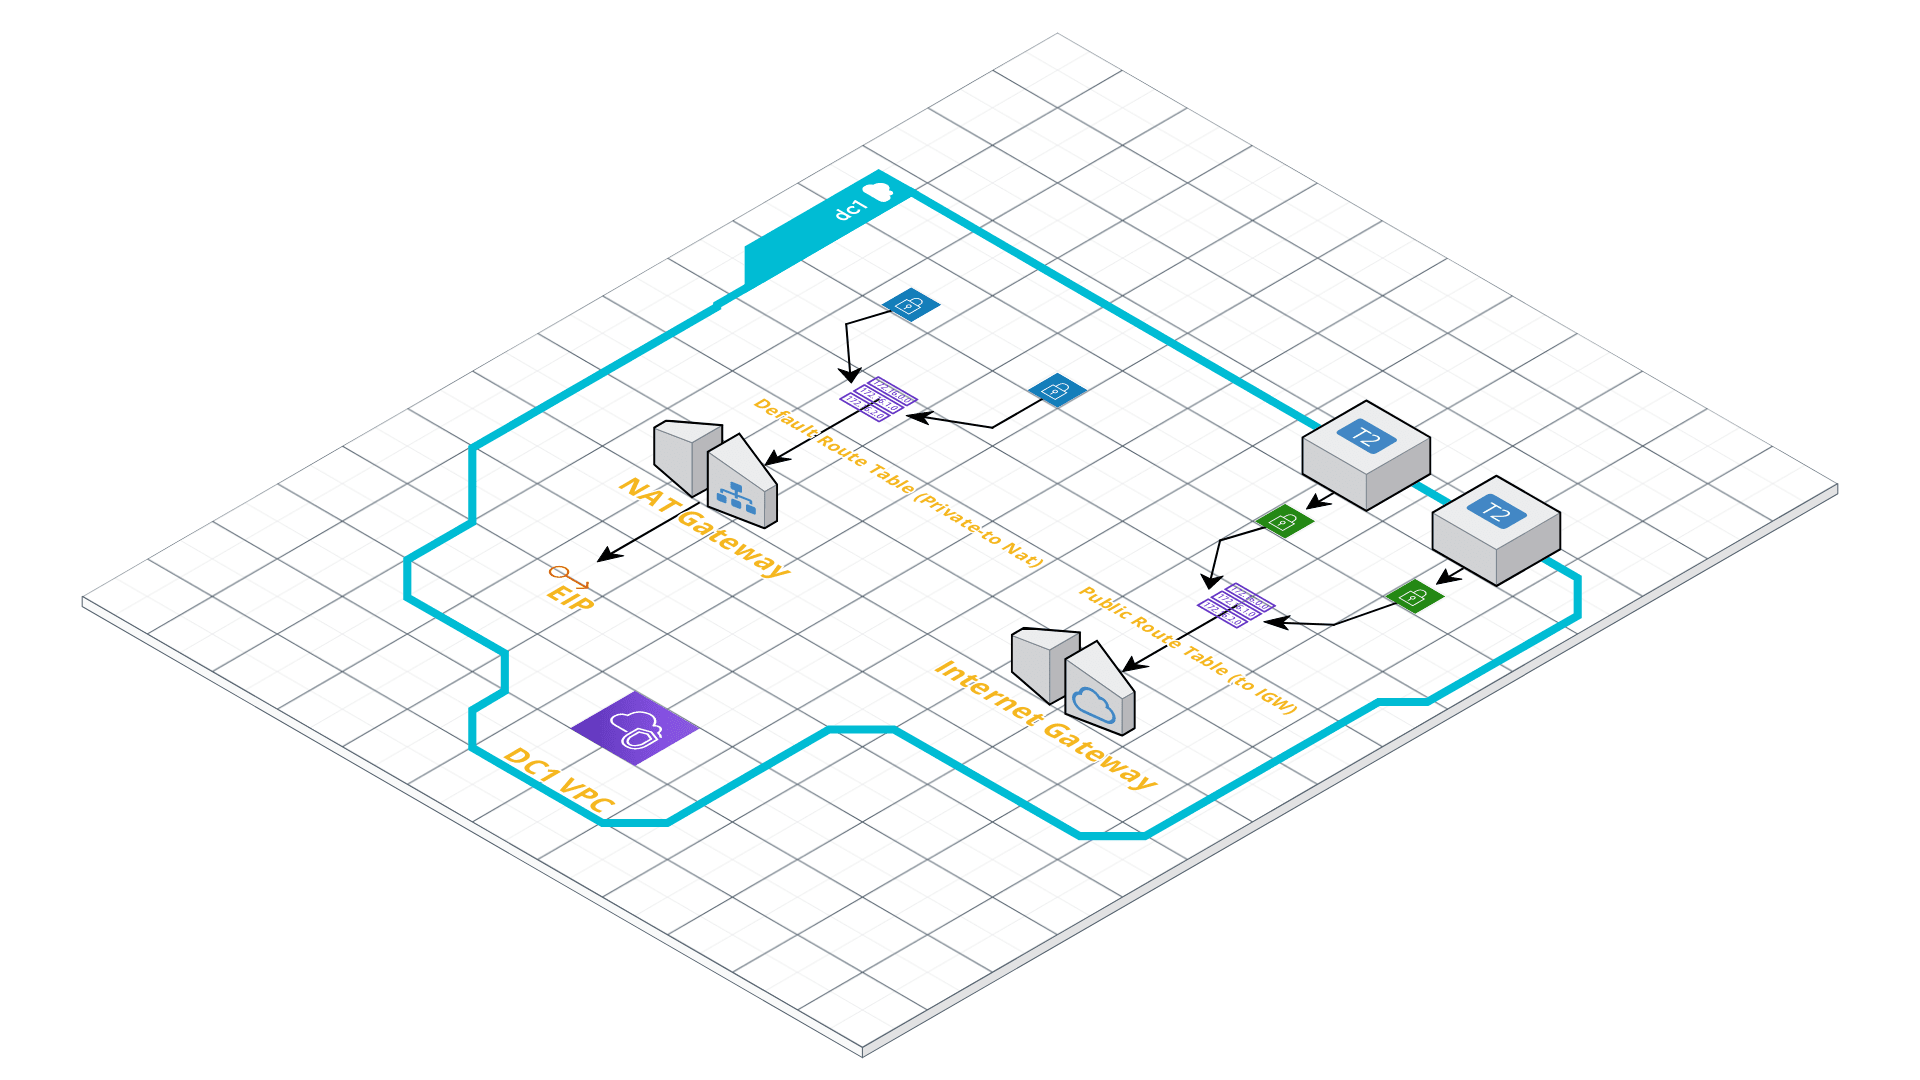 dc1
Default Route Table (Private-to Nat)
NAT Gateway
EIP
T2
T2
Public Route Table (to IGW)
Internet Gateway
DC1 VPC